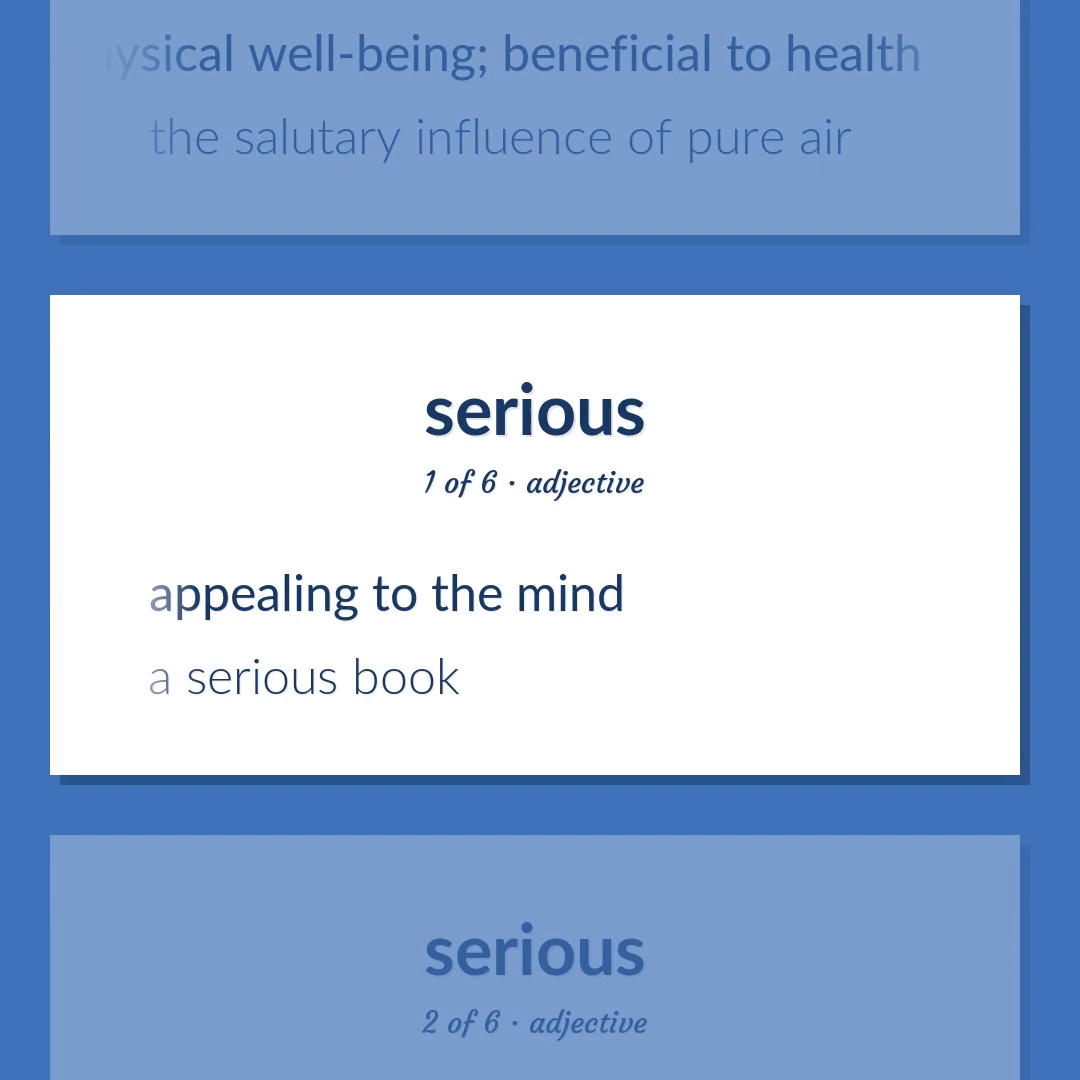 well-being; beneficial to health
the salutary influence of pure air
serious
1 of 6 · adjective
appealing to the mind
a serious book
serious
2 of 6 · adjective